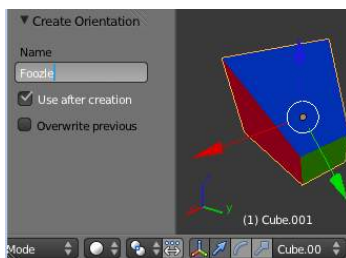 Create Orientation
Name
Foozle
Use after creation
Overwrite previous
y
(1) Cube.001
Mode
Cube.00